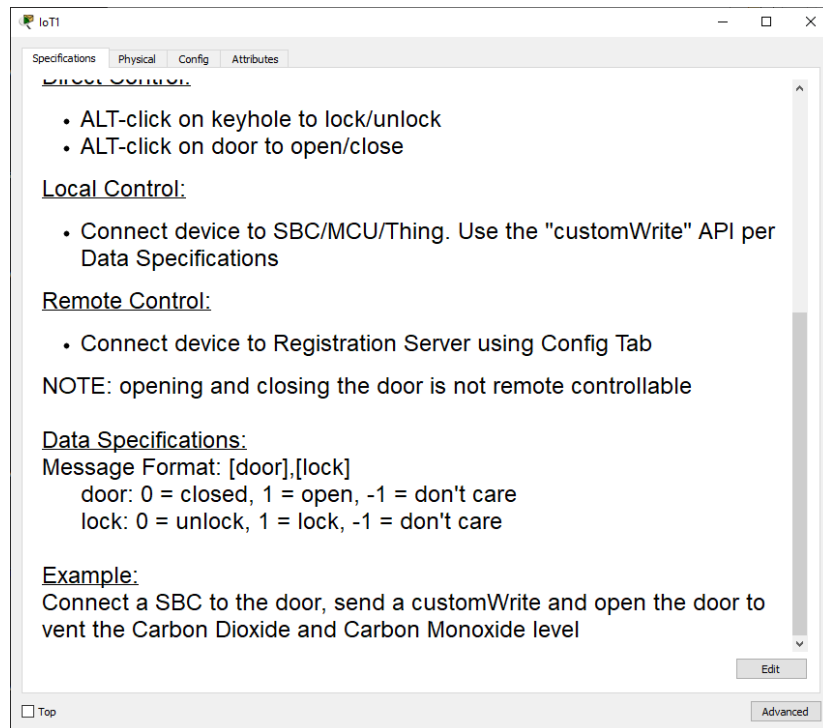 IoT1
Specifications Physical Config Attributes
Direct Control:
• ALT-click on keyhole to lock/unlock
• ALT-click on door to open/close
Local Control:
• Connect device to SBC/MCU/Thing. Use the "customWrite" API per
Data Specifications
Remote Control:
• Connect device to Registration Server using Config Tab
NOTE: opening and closing the door is not remote controllable
Data Specifications:
Message Format: [door],[lock]
door: 0 = closed, 1 = open, -1 = don't care
lock: 0 = unlock, 1 = lock, -1 = don't care
Example:
Connect a SBC to the door, send a customWrite and open the door to
vent the Carbon Dioxide and Carbon Monoxide level
Edit
Top
Advanced